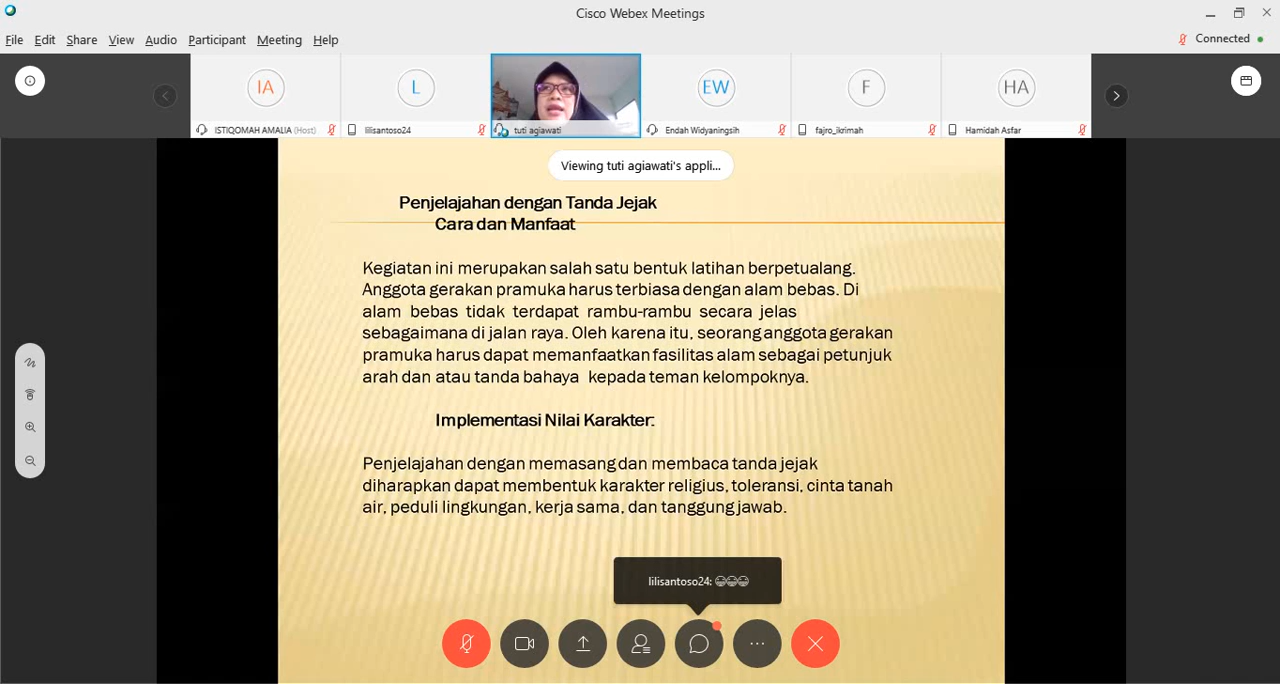 Cisco Webex Meetings
File Edit Share View Audio Participant Meeting Help
Connected
IA
L
EW
F
HA
ISTIQOMAH AMALIA (Host)
lilisantoso24
tuti agiawati
Endah Widyaningsih
fajro_ikrimah
Hamidah Asfar
Viewing tuti agiawati's appli...
Penjelajahan dengan Tanda Jejak
Cara dan Manfaat
Kegiatan ini merupakan salah satu bentuk latihan berpetualang.
Anggota gerakan pramuka harus terbiasa dengan alam bebas. Di
alam bebas tidak terdapat rambu-rambu secara jelas
sebagaimana di jalan raya. Oleh karena itu, seorang anggota gerakan
pramuka harus dapat memanfaatkan fasilitas alam sebagai petunjuk
arah dan atau tanda bahaya kepada teman kelompoknya.
Implementasi Nilai Karakter:
Penjelajahan dengan memasang dan membaca tanda jejak
diharapkan dapat membentuk karakter religius, toleransi, cinta tanah
air, peduli lingkungan, kerja sama, dan tanggung jawab.
lilisantoso24: 😂😂😂